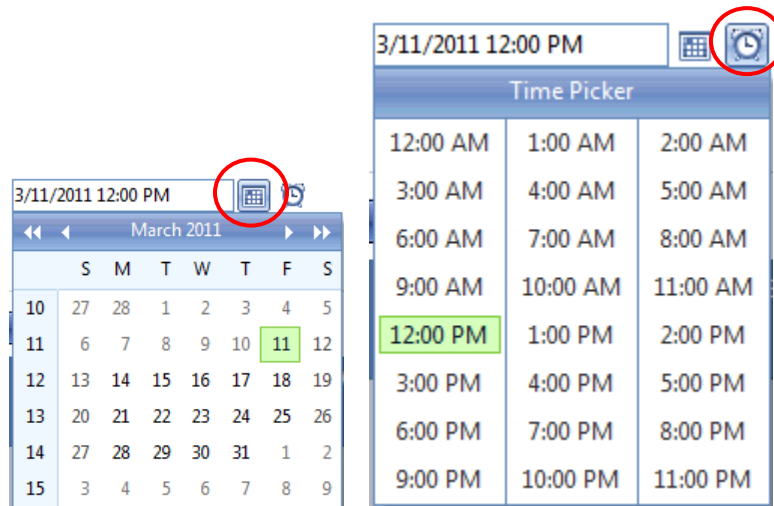 3/11/2011 12:00 PM
March 2011
S M T W T F S
10 27 28 1 2 3 4 5
11 6 7 8 9 10 11 12
12 13 14 15 16 17 18 19
13 20 21 22 23 24 25 26
14 27 28 29 30 31 1 2
15 3 4 5 6 7 8 9
3/11/2011 12:00 PM
Time Picker
12:00 AM 1:00 AM 2:00 AM
3:00 AM 4:00 AM 5:00 AM
6:00 AM 7:00 AM 8:00 AM
9:00 AM 10:00 AM 11:00 AM
12:00 PM 1:00 PM 2:00 PM
3:00 PM 4:00 PM 5:00 PM
6:00 PM 7:00 PM 8:00 PM
9:00 PM 10:00 PM 11:00 PM